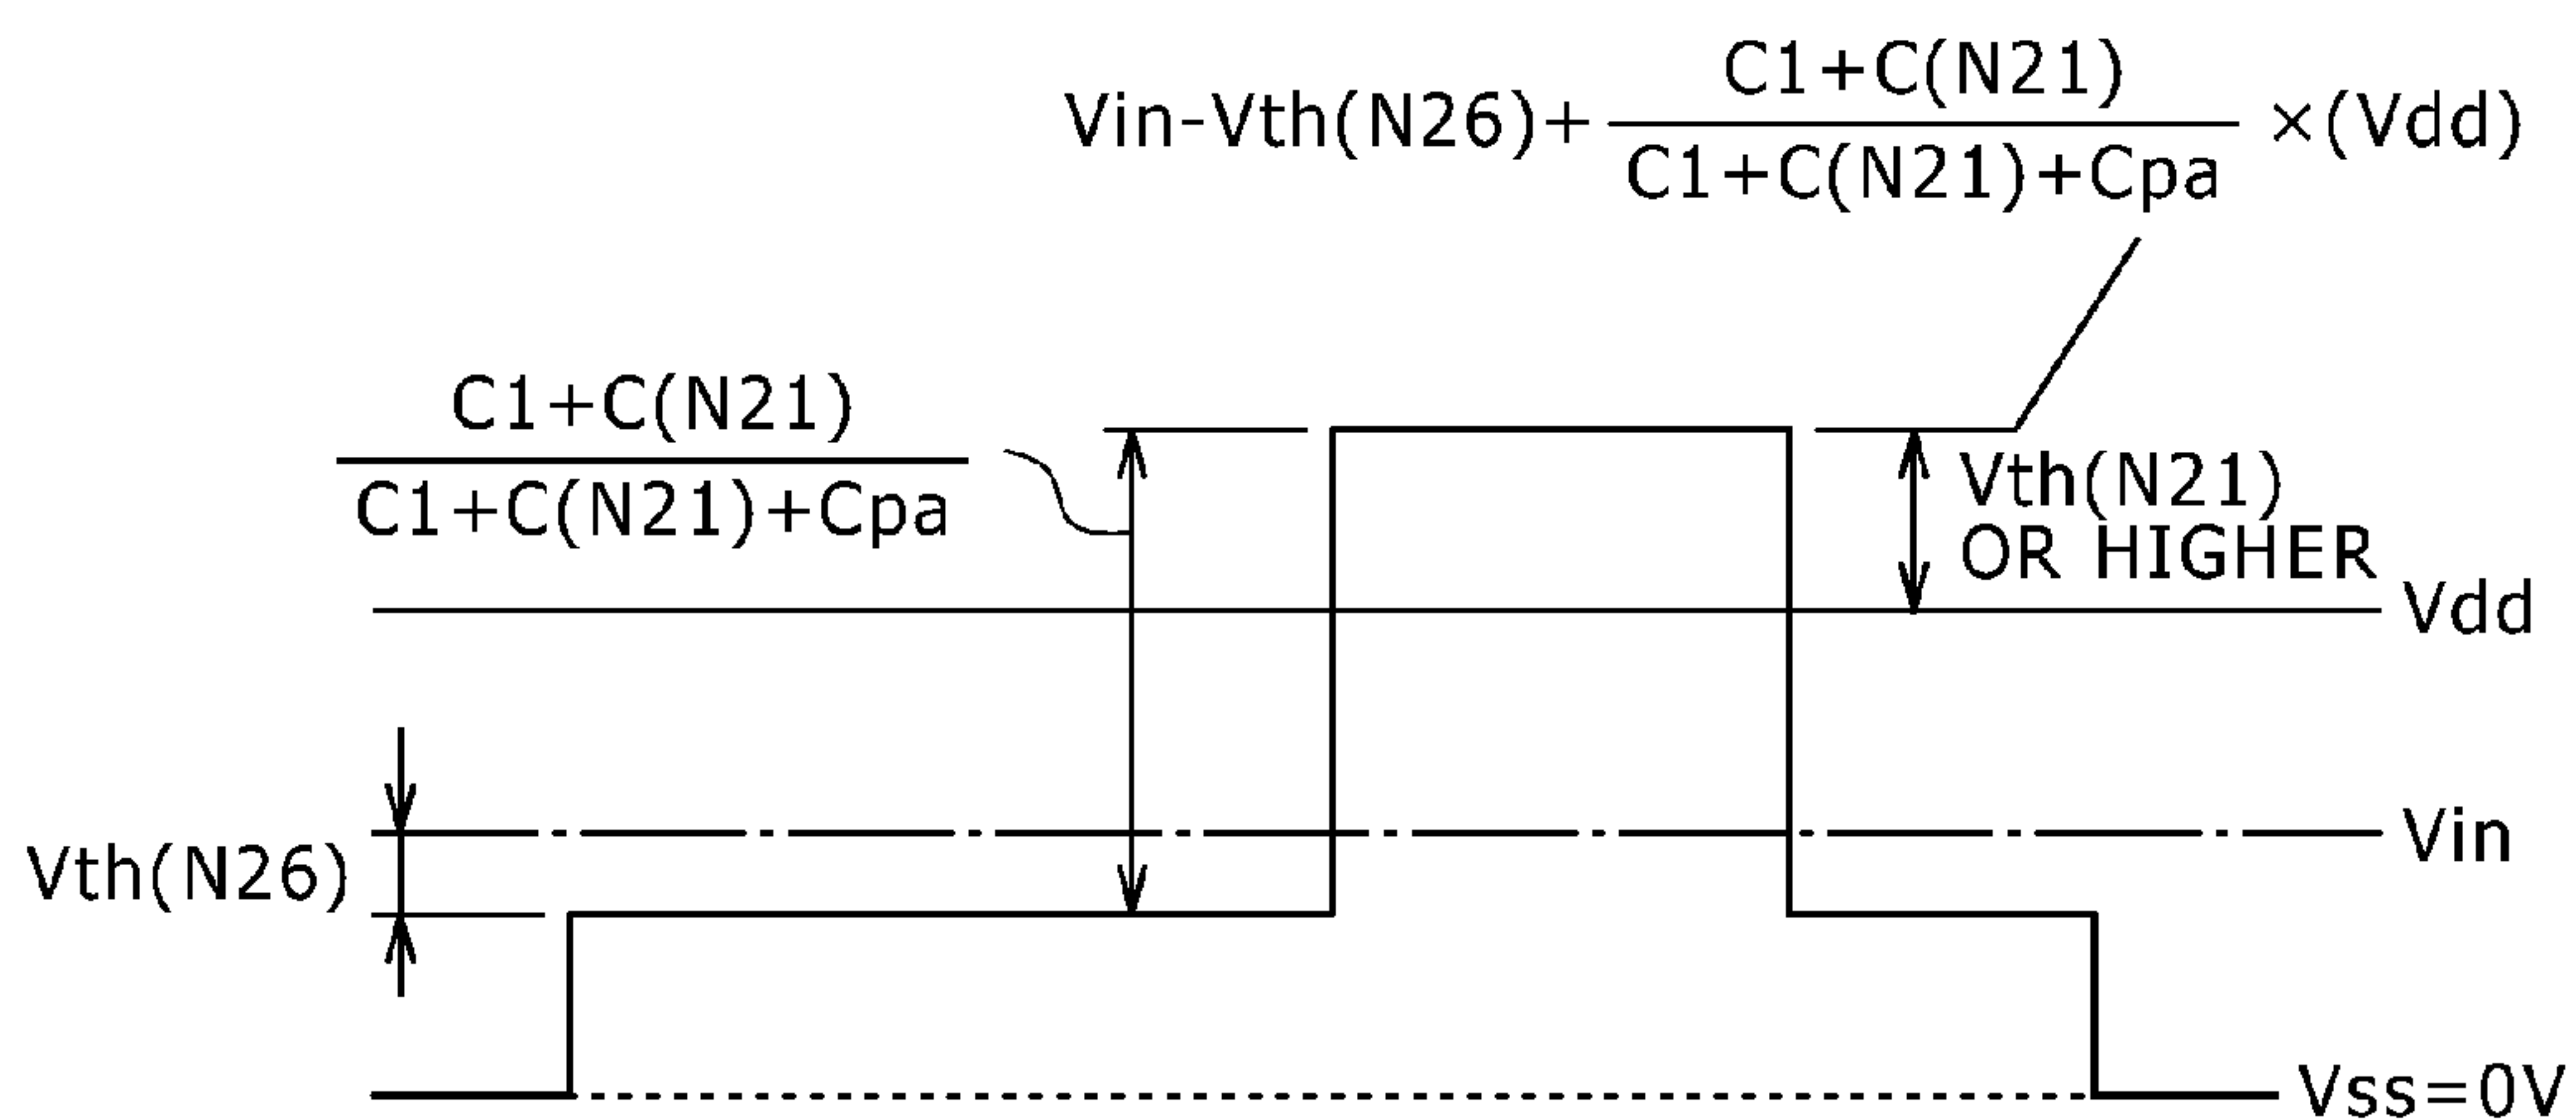 C1+C(N21)
Vin-Vth(N26)+ ×(Vdd)
C1+C(N21)+Cpa
C1+C(N21)
C1+C(N21)+Cpa
Vth(N21)
OR HIGHER
Vdd
Vin
Vth(N26)
Vss=0V